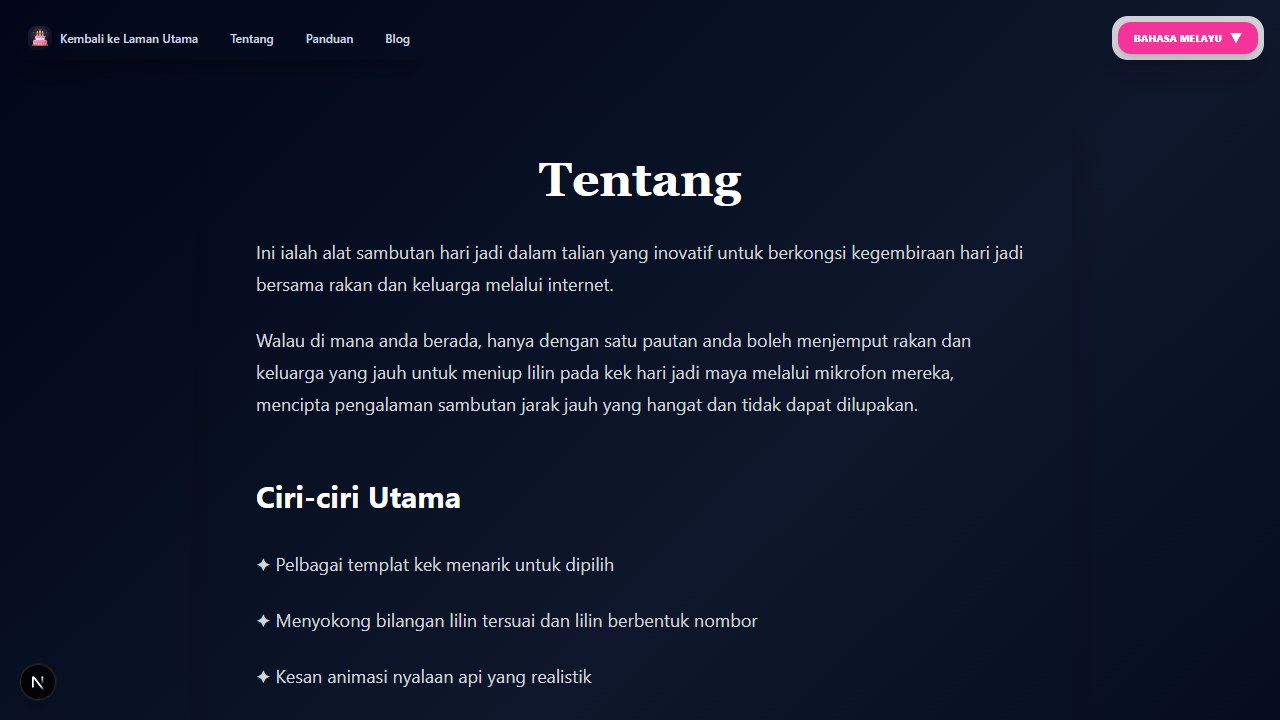 Kembali ke Laman Utama
Tentang
Panduan
Blog
BAHASA MELAYU ▼
Tentang
Ini ialah alat sambutan hari jadi dalam talian yang inovatif untuk berkongsi kegembiraan hari jadi
bersama rakan dan keluarga melalui internet.
Walau di mana anda berada, hanya dengan satu pautan anda boleh menjemput rakan dan
keluarga yang jauh untuk meniup lilin pada kek hari jadi maya melalui mikrofon mereka,
mencipta pengalaman sambutan jarak jauh yang hangat dan tidak dapat dilupakan.
Ciri-ciri Utama
✦ Pelbagai templat kek menarik untuk dipilih
✦ Menyokong bilangan lilin tersuai dan lilin berbentuk nombor
✦ Kesan animasi nyalaan api yang realistik
N